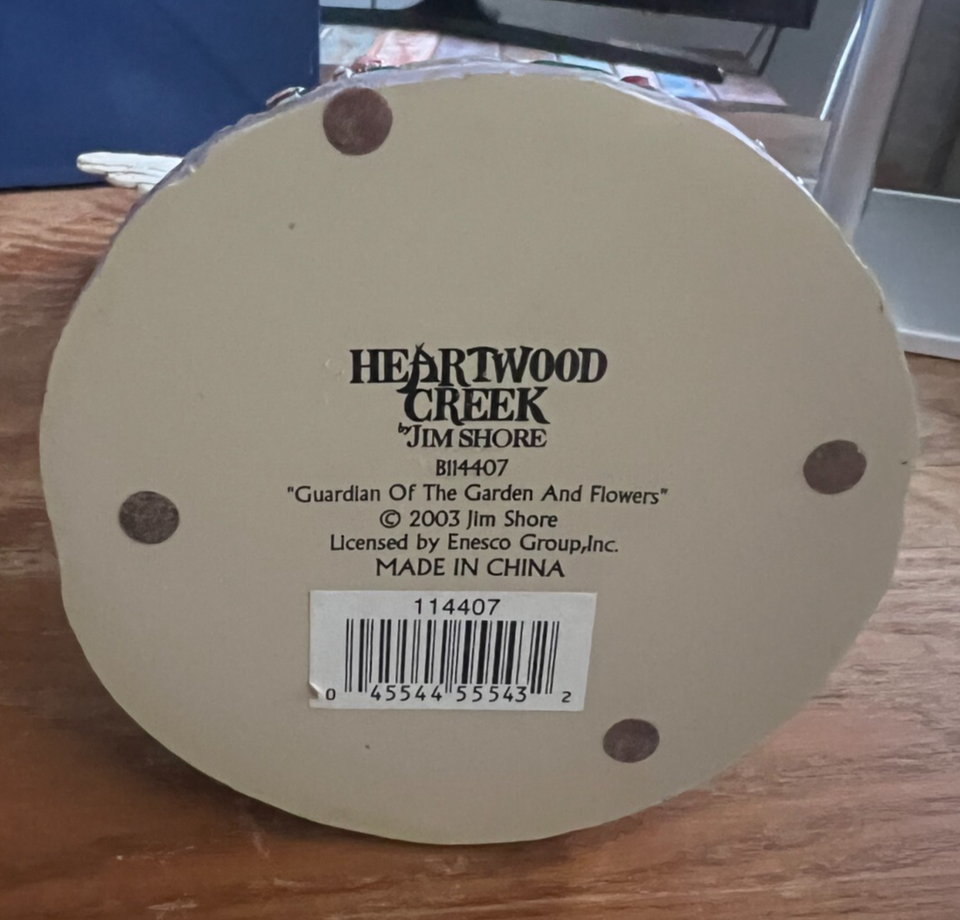 HEARTWOOD
CREEK
by JIM SHORE
B114407
"Guardian Of The Garden And Flowers"
© 2003 Jim Shore
Licensed by Enesco Group,Inc.
MADE IN CHINA
114407
0 45544 55543 2